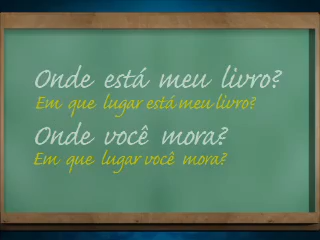 Onde está meu livro?
Em que lugar está meu livro?
Onde você mora?
Em que lugar você mora?